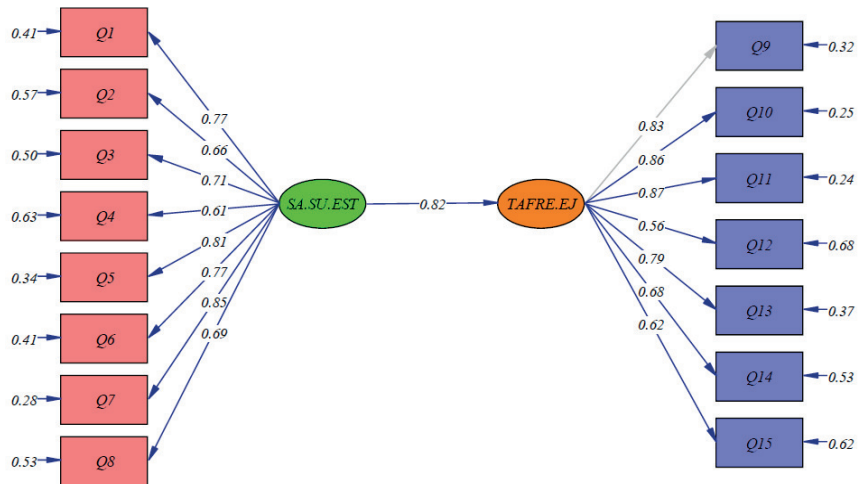 0.41 Q1
0.57 Q2
0.50 Q3
0.63 Q4
0.34 Q5
0.41 Q6
0.28 Q7
0.53 Q8
0.77
0.66
0.71
0.61
0.81
0.77
0.85
0.69
SA.SU.EST
0.82
TAFRE.EJ
0.83
0.86
0.87
0.56
0.79
0.68
0.62
Q9 0.32
Q10 0.25
Q11 0.24
Q12 0.68
Q13 0.37
Q14 0.53
Q15 0.62